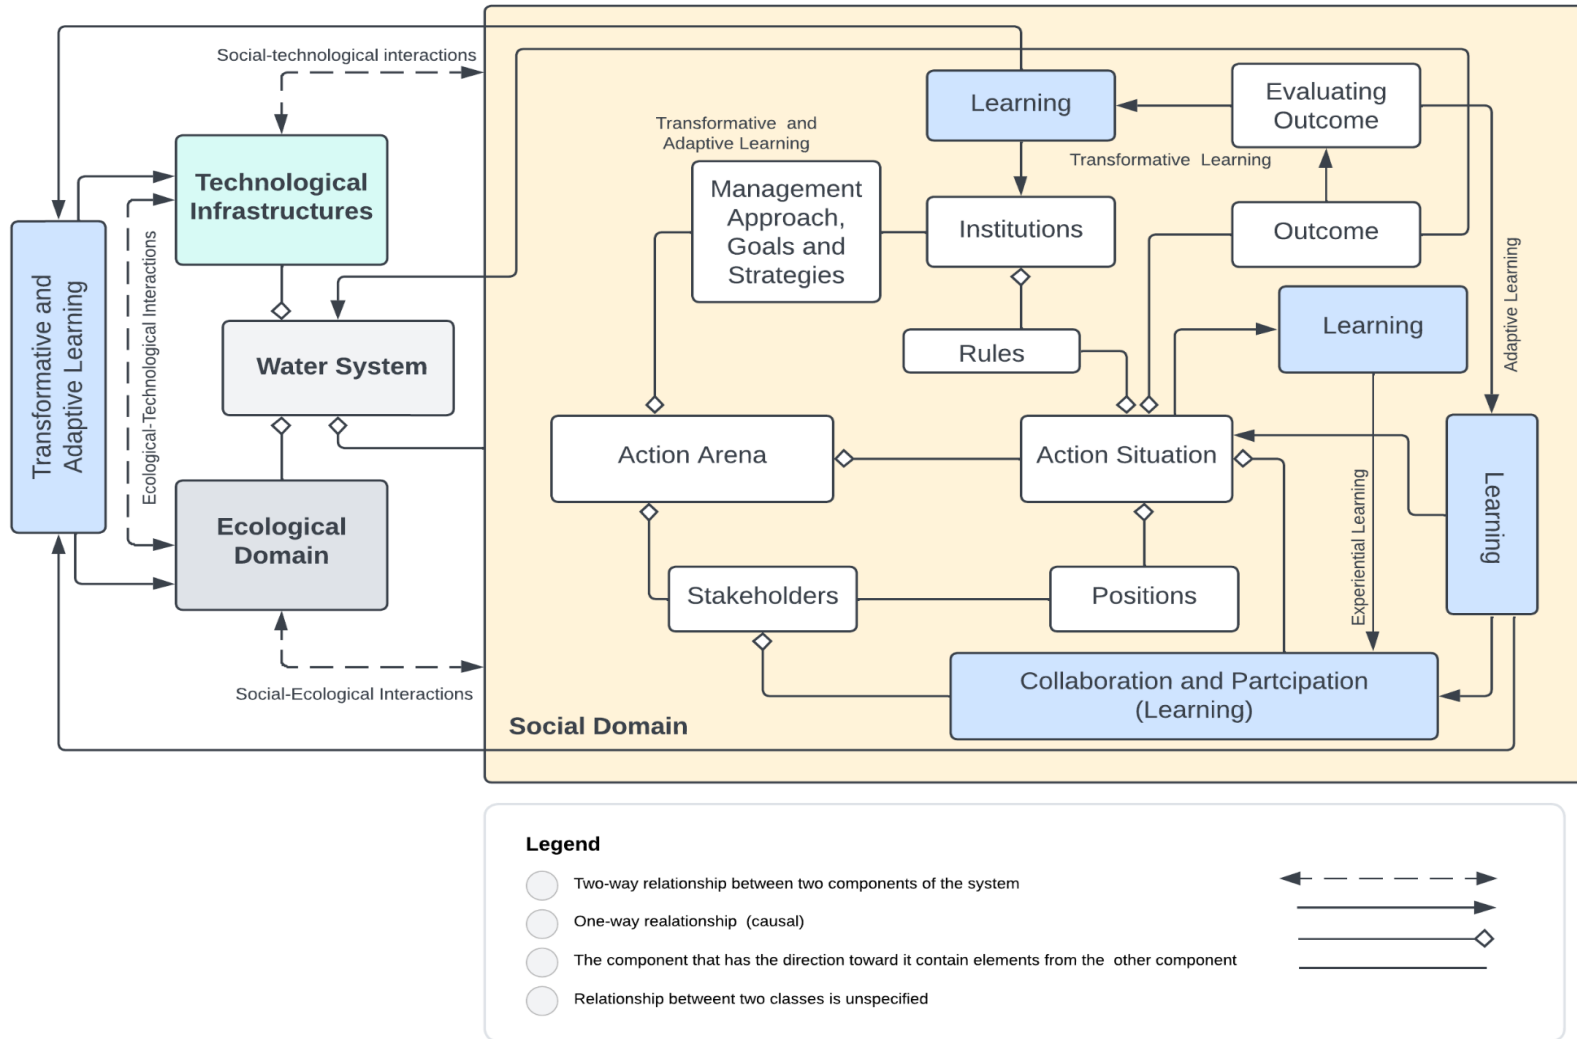 Social-technological interactions
Learning
Evaluating
Outcome
Transformative  and
Adaptive Learning
Transformative  Learning
Technological
Infrastructures
Management
Approach,
Goals and
Strategies
Institutions
Outcome
Transformative and
Adaptive Learning
Ecological-Technological Interactions
Adaptive Learning
Learning
Rules
Water System
Action Arena
Action Situation
Learning
Experiential Learning
Ecological
Domain
Stakeholders
Positions
Social-Ecological Interactions
Collaboration and Partcipation
(Learning)
Social Domain
Legend
Two-way relationship between two components of the system
One-way realationship  (causal)
The component that has the direction toward it contain elements from the  other component
Relationship betweent two classes is unspecified